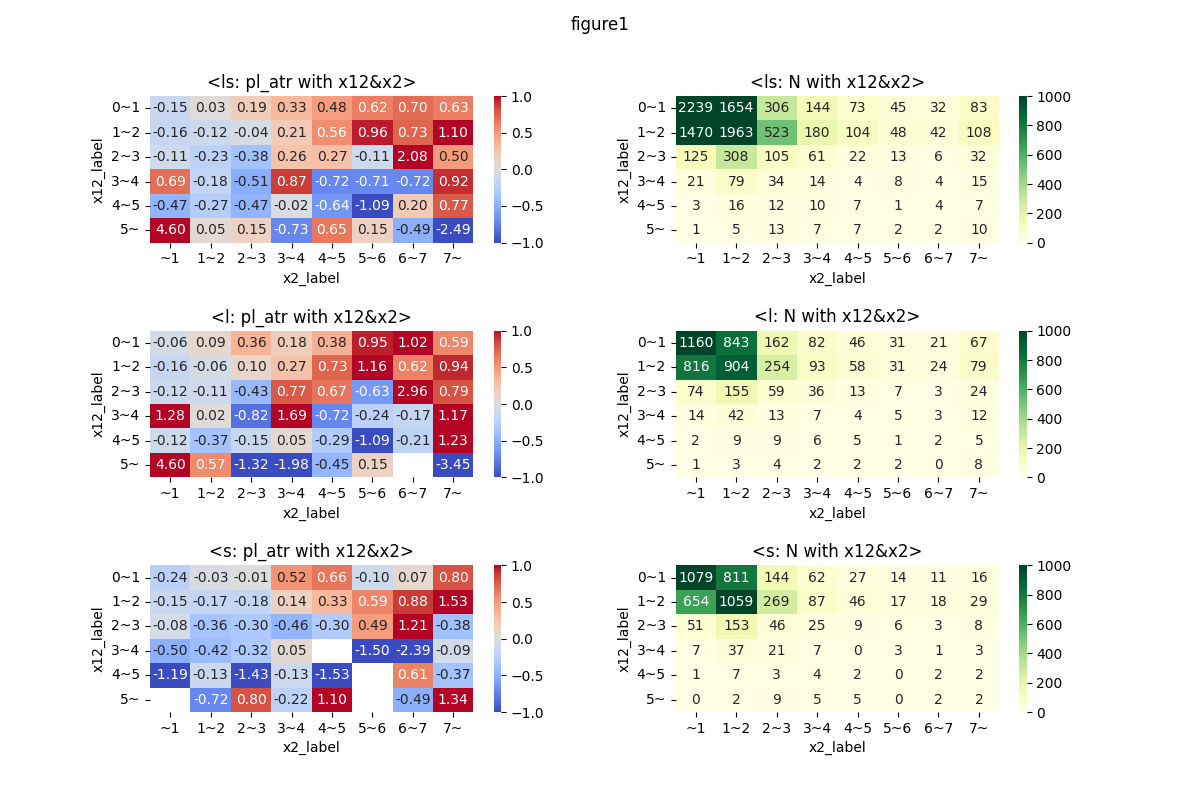 figure1
<ls: pl_atr with x12&x2>
x12_label
0~1 -0.15 0.03 0.19 0.33 0.48 0.62 0.70 0.63
1~2 -0.16 -0.12 -0.04 0.21 0.56 0.96 0.73 1.10
2~3 -0.11 -0.23 -0.38 0.26 0.27 -0.11 2.08 0.50
3~4 0.69 -0.18 -0.51 0.87 -0.72 -0.71 -0.72 0.92
4~5 -0.47 -0.27 -0.47 -0.02 -0.64 -1.09 0.20 0.77
5~ 4.60 0.05 0.15 -0.73 0.65 0.15 -0.49 -2.49
~1 1~2 2~3 3~4 4~5 5~6 6~7 7~
x2_label
1.0
0.5
0.0
−0.5
−1.0
<ls: N with x12&x2>
x12_label
0~1 2239 1654 306 144 73 45 32 83
1~2 1470 1963 523 180 104 48 42 108
2~3 125 308 105 61 22 13 6 32
3~4 21 79 34 14 4 8 4 15
4~5 3 16 12 10 7 1 4 7
5~ 1 5 13 7 7 2 2 10
~1 1~2 2~3 3~4 4~5 5~6 6~7 7~
x2_label
1000
800
600
400
200
0
<l: pl_atr with x12&x2>
x12_label
0~1 -0.06 0.09 0.36 0.18 0.38 0.95 1.02 0.59
1~2 -0.16 -0.06 0.10 0.27 0.73 1.16 0.62 0.94
2~3 -0.12 -0.11 -0.43 0.77 0.67 -0.63 2.96 0.79
3~4 1.28 0.02 -0.82 1.69 -0.72 -0.24 -0.17 1.17
4~5 -0.12 -0.37 -0.15 0.05 -0.29 -1.09 -0.21 1.23
5~ 4.60 0.57 -1.32 -1.98 -0.45 0.15 -3.45
~1 1~2 2~3 3~4 4~5 5~6 6~7 7~
x2_label
1.0
0.5
0.0
−0.5
−1.0
<l: N with x12&x2>
x12_label
0~1 1160 843 162 82 46 31 21 67
1~2 816 904 254 93 58 31 24 79
2~3 74 155 59 36 13 7 3 24
3~4 14 42 13 7 4 5 3 12
4~5 2 9 9 6 5 1 2 5
5~ 1 3 4 2 2 2 0 8
~1 1~2 2~3 3~4 4~5 5~6 6~7 7~
x2_label
1000
800
600
400
200
0
<s: pl_atr with x12&x2>
x12_label
0~1 -0.24 -0.03 -0.01 0.52 0.66 -0.10 0.07 0.80
1~2 -0.15 -0.17 -0.18 0.14 0.33 0.59 0.88 1.53
2~3 -0.08 -0.36 -0.30 -0.46 -0.30 0.49 1.21 -0.38
3~4 -0.50 -0.42 -0.32 0.05 -1.50 -2.39 -0.09
4~5 -1.19 -0.13 -1.43 -0.13 -1.53 0.61 -0.37
5~ -0.72 0.80 -0.22 1.10 -0.49 1.34
~1 1~2 2~3 3~4 4~5 5~6 6~7 7~
x2_label
1.0
0.5
0.0
−0.5
−1.0
<s: N with x12&x2>
x12_label
0~1 1079 811 144 62 27 14 11 16
1~2 654 1059 269 87 46 17 18 29
2~3 51 153 46 25 9 6 3 8
3~4 7 37 21 7 0 3 1 3
4~5 1 7 3 4 2 0 2 2
5~ 0 2 9 5 5 0 2 2
~1 1~2 2~3 3~4 4~5 5~6 6~7 7~
x2_label
1000
800
600
400
200
0